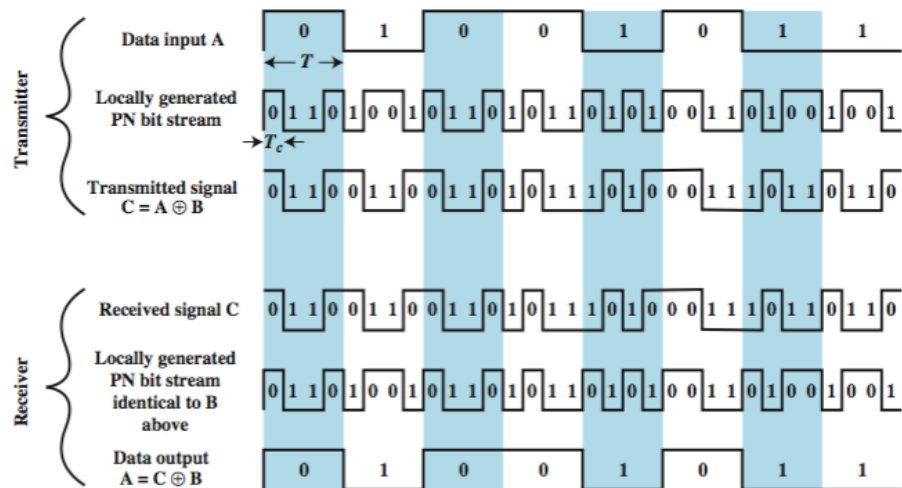 Transmitter
Data input A
0 1 0 0 1 0 1 1
T
Locally generated
PN bit stream
0 1 1 0 1 0 0 1 0 1 1 0 1 0 1 1 0 1 0 1 0 0 1 1 0 1 0 0 1 0 0 1
Tc
Transmitted signal
C = A ⊕ B
0 1 1 0 0 1 1 0 0 1 1 0 1 0 1 1 1 0 1 0 0 0 1 1 1 0 1 1 0 1 1 0
Receiver
Received signal C
0 1 1 0 0 1 1 0 0 1 1 0 1 0 1 1 1 0 1 0 0 0 1 1 1 0 1 1 0 1 1 0
Locally generated
PN bit stream
identical to B
above
0 1 1 0 1 0 0 1 0 1 1 0 1 0 1 1 0 1 0 1 0 0 1 1 0 1 0 0 1 0 0 1
Data output
A = C ⊕ B
0 1 0 0 1 0 1 1